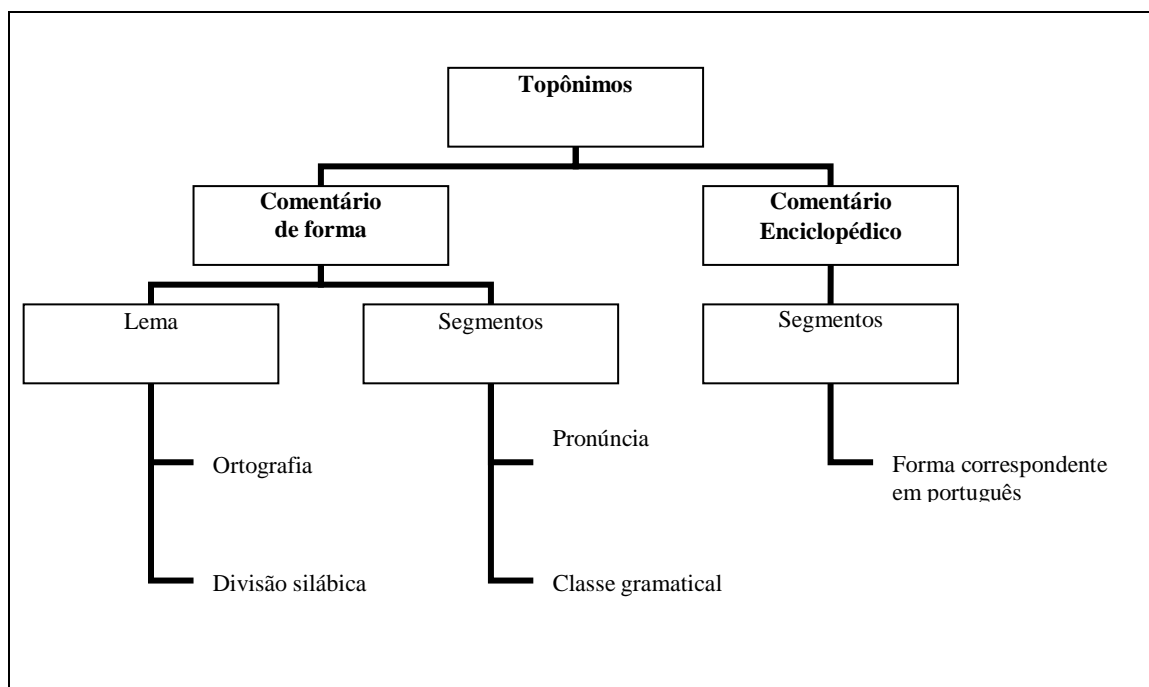 Topônimos
Comentário
de forma
Comentário
Enciclopédico
Lema
Segmentos
Segmentos
Ortografia
Pronúncia
Forma correspondente
em português
Divisão silábica
Classe gramatical